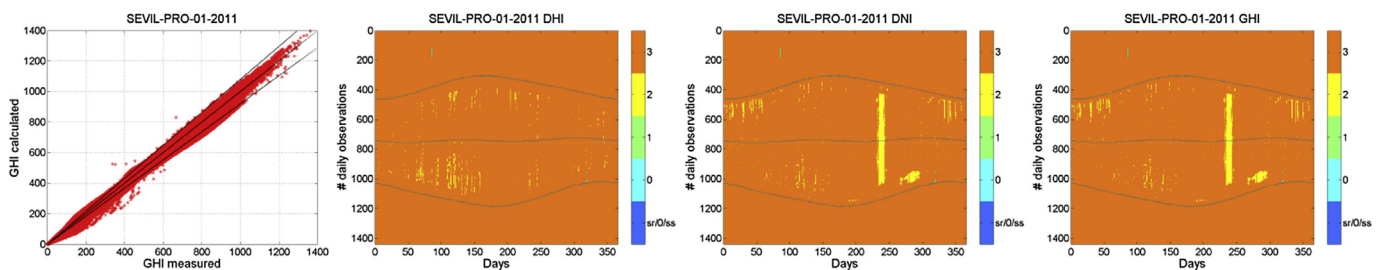 SEVIL-PRO-01-2011
GHI calculated
1400
1200
1000
800
600
400
200
0
0 200 400 600 800 1000 1200 1400
GHI measured
SEVIL-PRO-01-2011 DHI
# daily observations
0
200
400
600
800
1000
1200
1400
0 50 100 150 200 250 300 350
Days
3
2
1
0
sr/0/ss
SEVIL-PRO-01-2011 DNI
# daily observations
0
200
400
600
800
1000
1200
1400
0 50 100 150 200 250 300 350
Days
3
2
1
0
sr/0/ss
SEVIL-PRO-01-2011 GHI
# daily observations
0
200
400
600
800
1000
1200
1400
0 50 100 150 200 250 300 350
Days
3
2
1
0
sr/0/ss